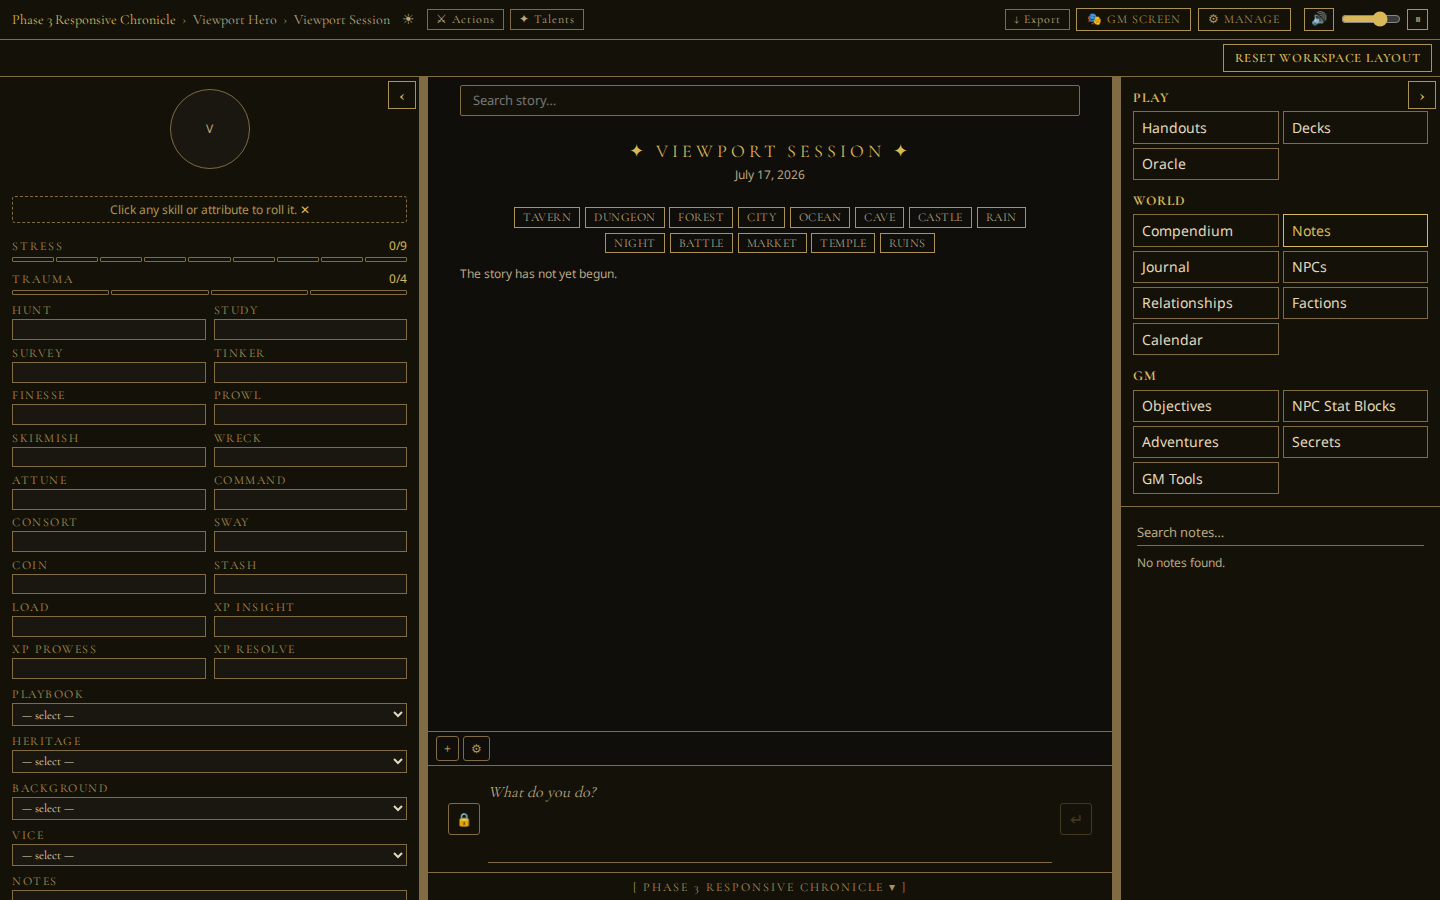 Phase 3 Responsive Chronicle › Viewport Hero › Viewport Session ☀ ⚔ Actions ✦ Talents ↓ Export 🎭 GM SCREEN ⚙ MANAGE 🔊 ⏸
RESET WORKSPACE LAYOUT
‹
V
Click any skill or attribute to roll it. ✕
STRESS 0/9
TRAUMA 0/4
HUNT STUDY
SURVEY TINKER
FINESSE PROWL
SKIRMISH WRECK
ATTUNE COMMAND
CONSORT SWAY
COIN STASH
LOAD XP INSIGHT
XP PROWESS XP RESOLVE
PLAYBOOK
— select —
HERITAGE
— select —
BACKGROUND
— select —
VICE
— select —
NOTES
Search story...
✦ VIEWPORT SESSION ✦
July 17, 2026
TAVERN DUNGEON FOREST CITY OCEAN CAVE CASTLE RAIN
NIGHT BATTLE MARKET TEMPLE RUINS
The story has not yet begun.
+ ⚙
🔒 What do you do? ↵
[ PHASE 3 RESPONSIVE CHRONICLE ▾ ]
PLAY ›
Handouts Decks
Oracle
WORLD
Compendium Notes
Journal NPCs
Relationships Factions
Calendar
GM
Objectives NPC Stat Blocks
Adventures Secrets
GM Tools
Search notes...
No notes found.